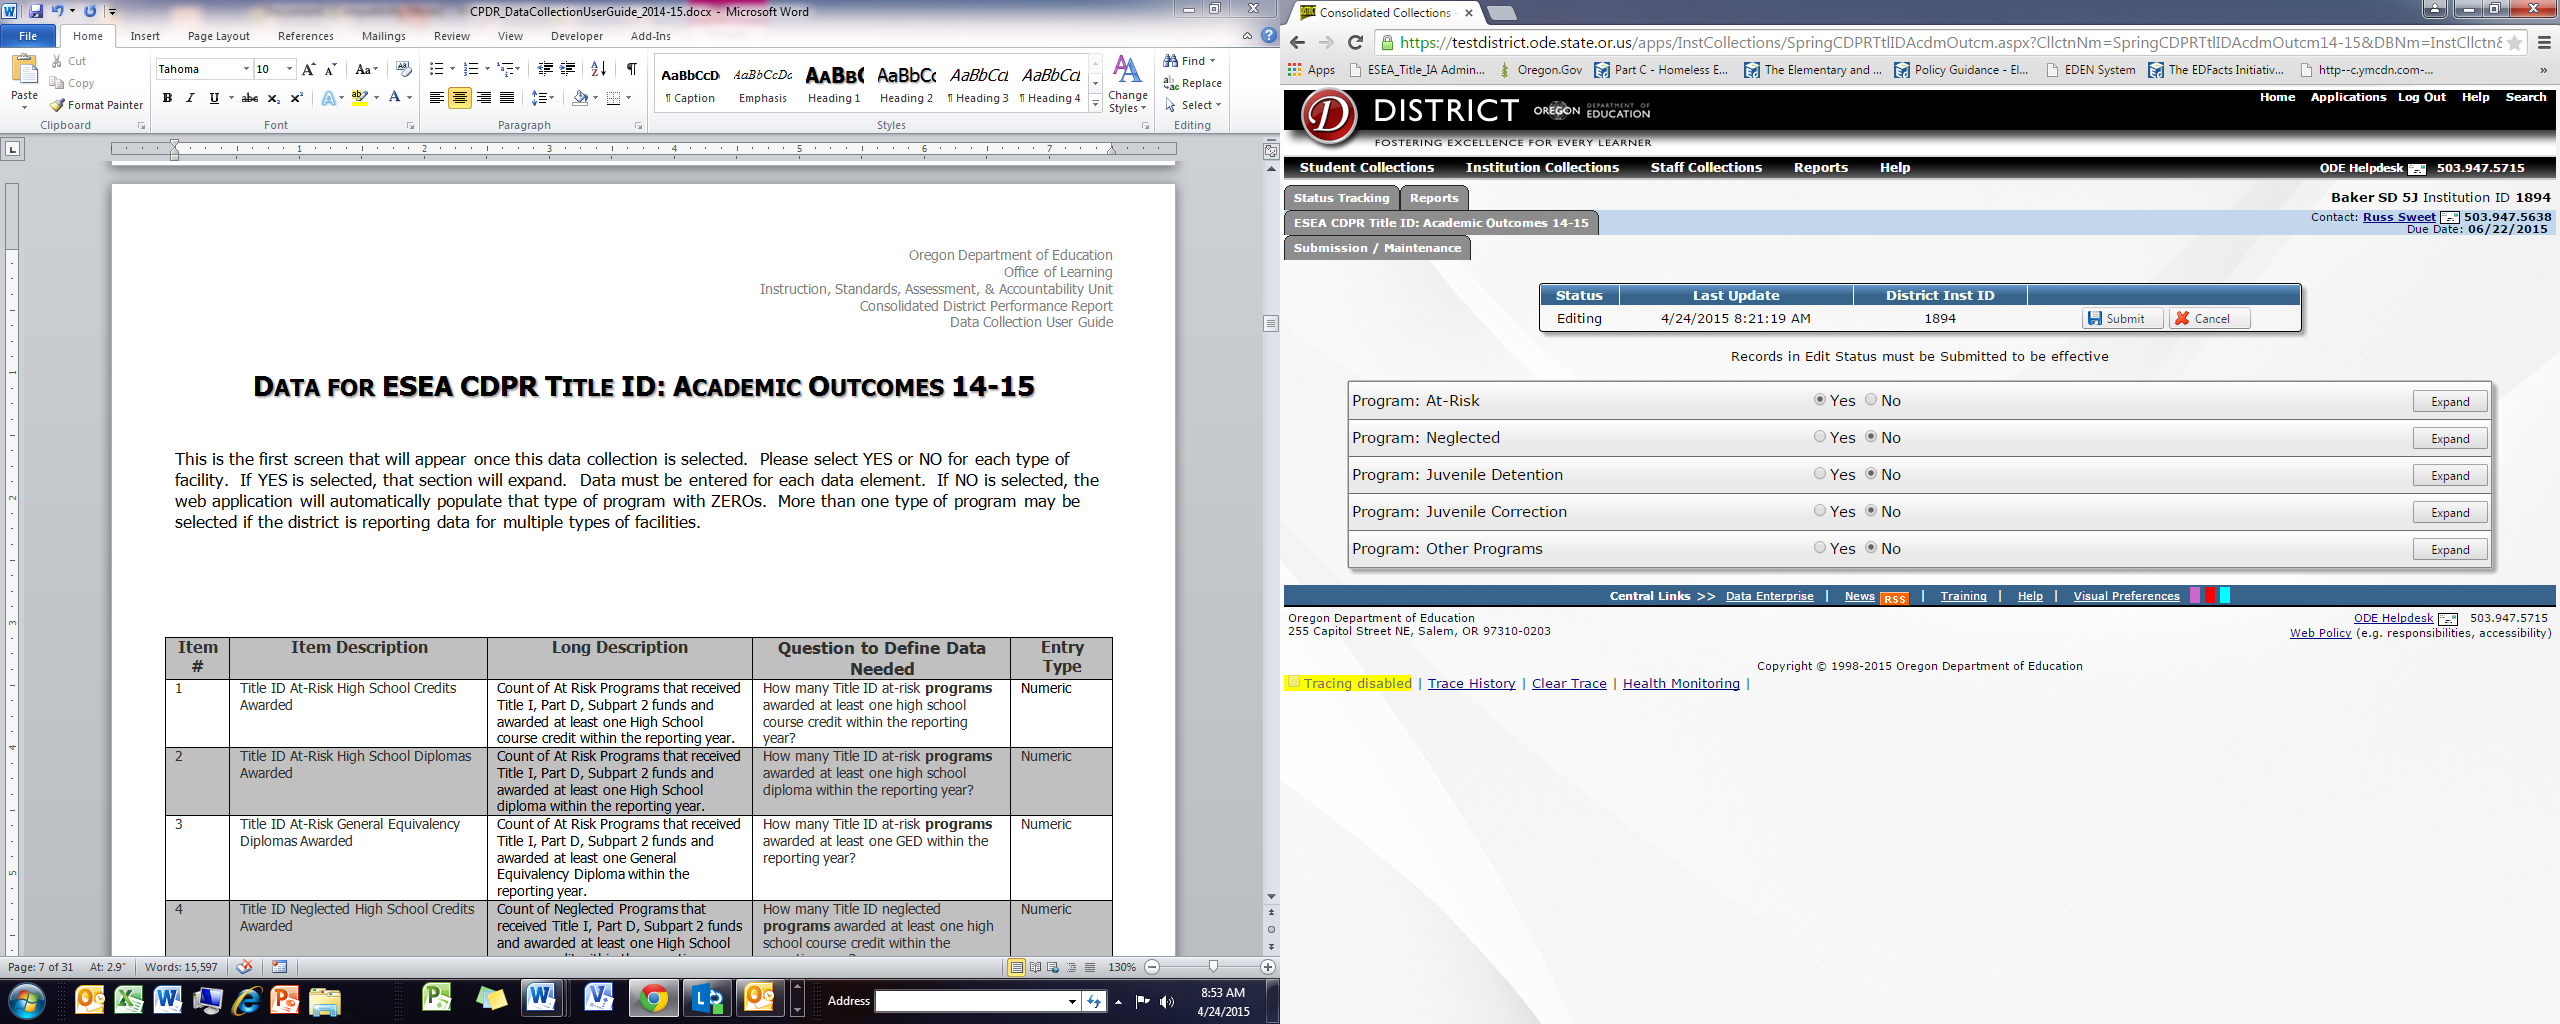 CPDR_DataCollectionUserGuide_2014-15.docx - Microsoft Word
File Home Insert Page Layout References Mailings Review View Developer Add-Ins
Paste
Cut
Copy
Format Painter
Clipboard
Tahoma 10
Font
Paragraph
AaBbCcD AaBbCcDc AABBC AaBbCc AaBbCcL AaBbCcL
¶ Caption Emphasis Heading 1 Heading 2 ¶ Heading 3 ¶ Heading 4
Change Styles
Styles
Find
Replace
Select
Editing
Oregon Department of Education
Office of Learning
Instruction, Standards, Assessment, & Accountability Unit
Consolidated District Performance Report
Data Collection User Guide
DATA FOR ESEA CDPR TITLE ID: ACADEMIC OUTCOMES 14-15
This is the first screen that will appear once this data collection is selected. Please select YES or NO for each type of
facility. If YES is selected, that section will expand. Data must be entered for each data element. If NO is selected, the
web application will automatically populate that type of program with ZEROs. More than one type of program may be
selected if the district is reporting data for multiple types of facilities.
Item # Item Description Long Description Question to Define Data Needed Entry Type
1
Title ID At-Risk High School Credits
Awarded
Count of At Risk Programs that received
Title I, Part D, Subpart 2 funds and
awarded at least one High School
course credit within the reporting year.
How many Title ID at-risk programs
awarded at least one high school
course credit within the reporting
year?
Numeric
2
Title ID At-Risk High School Diplomas
Awarded
Count of At Risk Programs that received
Title I, Part D, Subpart 2 funds and
awarded at least one High School
diploma within the reporting year.
How many Title ID at-risk programs
awarded at least one high school
diploma within the reporting year?
Numeric
3
Title ID At-Risk General Equivalency
Diplomas Awarded
Count of At Risk Programs that received
Title I, Part D, Subpart 2 funds and
awarded at least one General
Equivalency Diploma within the
reporting year.
How many Title ID at-risk programs
awarded at least one GED within the
reporting year?
Numeric
4
Title ID Neglected High School Credits
Awarded
Count of Neglected Programs that
received Title I, Part D, Subpart 2 funds
and awarded at least one High School
How many Title ID neglected
programs awarded at least one high
school course credit within the
Numeric
Page: 7 of 31 At: 2.9" Words: 15,597 130%
Address
8:53 AM
4/24/2015
Consolidated Collections
https://testdistrict.ode.state.or.us/apps/InstCollections/SpringCDPRTtlIDAcdmOutcm.aspx?CllctnNm=SpringCDPRTtlIDAcdmOutcm14-15&DBNm=InstCllctn&
Apps ESEA_Title_IA Admin... Oregon.Gov Part C - Homeless E... The Elementary and ... Policy Guidance - El... EDEN System The EDFacts Initiativ... http--c.ymcdn.com-... »
Home Applications Log Out Help Search
D DISTRICT OREGON DEPARTMENT OF EDUCATION
FOSTERING EXCELLENCE FOR EVERY LEARNER
Student Collections Institution Collections Staff Collections Reports Help ODE Helpdesk 503.947.5715
Status Tracking Reports Baker SD 5J Institution ID 1894
ESEA CDPR Title ID: Academic Outcomes 14-15 Contact: Russ Sweet 503.947.5638
Due Date: 06/22/2015
Submission / Maintenance
Status Last Update District Inst ID
Editing 4/24/2015 8:21:19 AM 1894 Submit Cancel
Records in Edit Status must be Submitted to be effective
Program: At-Risk Yes No Expand
Program: Neglected Yes No Expand
Program: Juvenile Detention Yes No Expand
Program: Juvenile Correction Yes No Expand
Program: Other Programs Yes No Expand
Central Links >> Data Enterprise | News RSS | Training | Help | Visual Preferences
Oregon Department of Education
255 Capitol Street NE, Salem, OR 97310-0203
ODE Helpdesk 503.947.5715
Web Policy (e.g. responsibilities, accessibility)
Copyright © 1998-2015 Oregon Department of Education
Tracing disabled | Trace History | Clear Trace | Health Monitoring |